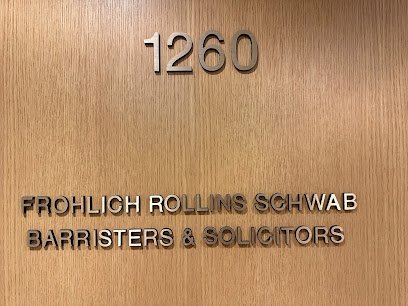 1260
FROHLICH ROLLINS SCHWAB
BARRISTERS & SOLICITORS